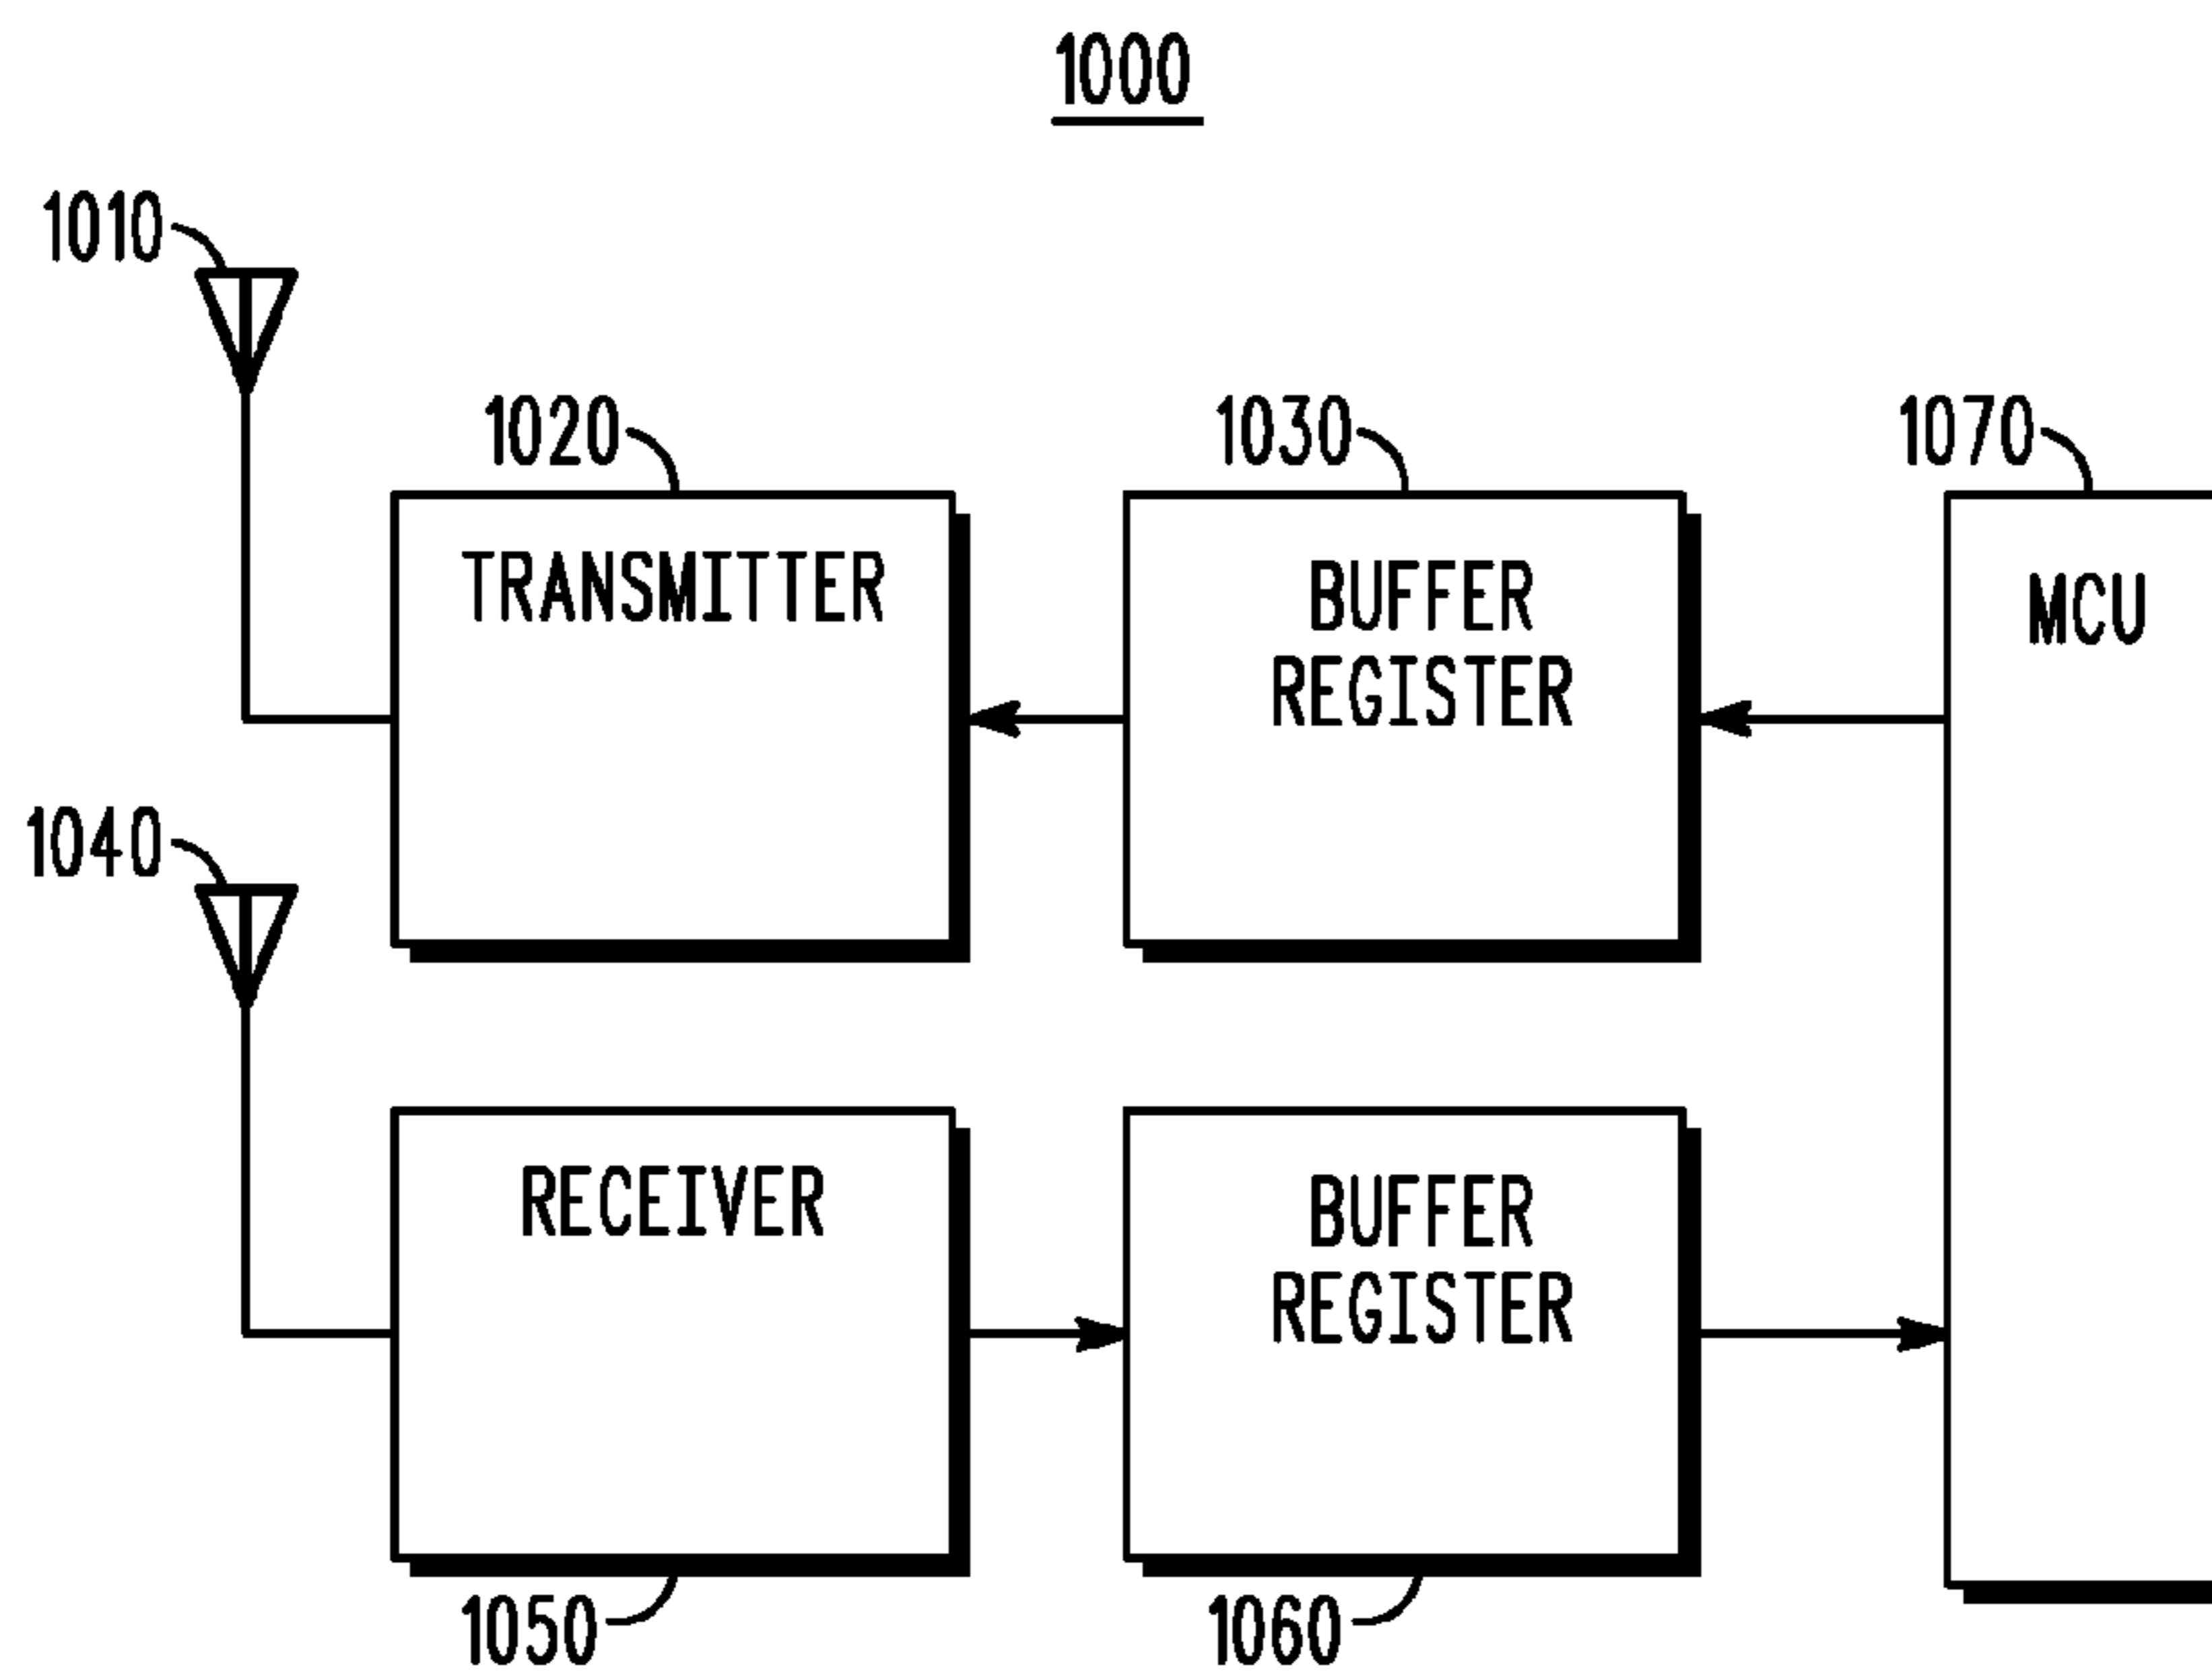 1000
1010
1020
1030
1070
TRANSMITTER
BUFFER
REGISTER
MCU
1040
RECEIVER
BUFFER
REGISTER
1050
1060